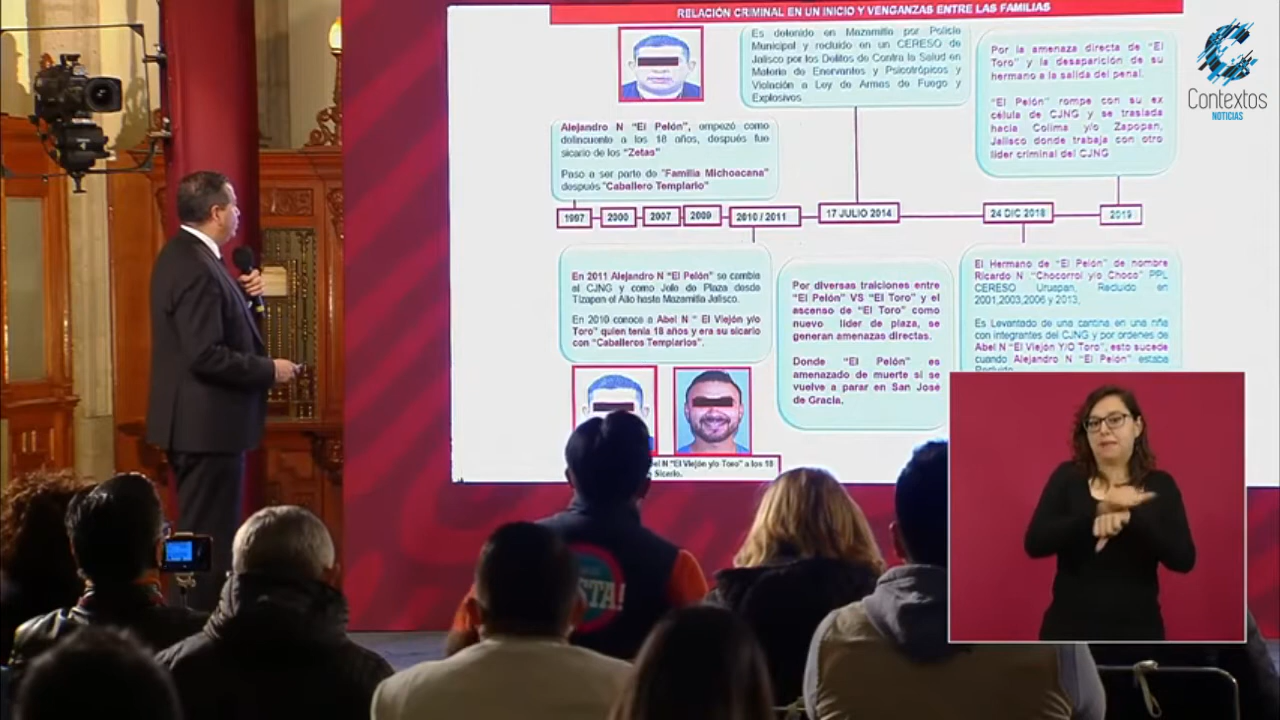 RELACIÓN CRIMINAL EN UN INICIO Y VENGANZAS ENTRE LAS FAMILIAS
Es detenido en Mazamitla por Policía
Municipal y recluido en un CERESO de
Jalisco por los Delitos de Contra la Salud en
Materia de Enervantes y Psicotrópicos y
Violación a Ley de Armas de Fuego y
Explosivos
Por la amenaza directa de "El
Toro" y la desaparición de su
hermano a la salida del penal.
"El Pelón" rompe con su ex
célula de CJNG y se traslada
hacia Colima y/o Zapopan,
Jalisco donde trabaja con otro
líder criminal del CJNG
Contextos
NOTICIAS
Alejandro N "El Pelón", empezó como
delincuente a los 18 años, después fue
sicario de los "Zetas"
Paso a ser parte de "Familia Michoacana"
después "Caballero Templario"
1997
2000
2007
2009
2010 / 2011
17 JULIO 2014
24 DIC 2018
2019
En 2011 Alejandro N "El Pelón" se cambia
al CJNG y como Jefe de Plaza desde
Tizapan el Alto hasta Mazamitla Jalisco.
En 2010 conoce a Abel N " El Viejón y/o
Toro" quien tenía 18 años y era su sicario
con "Caballeros Templarios".
Por diversas traiciones entre
"El Pelón" VS "El Toro" y el
ascenso de "El Toro" como
nuevo líder de plaza, se
generan amenazas directas.
Donde "El Pelón" es
amenazado de muerte si se
vuelve a parar en San José
de Gracia.
El Hermano de "El Pelón" de nombre
Ricardo N "Chocorrol y/o Choco" PPL
CERESO Uruapan, Recluido en
2001,2003,2006 y 2013,
Es Levantado de una cantina en una riña
con integrantes del CJNG y por órdenes de
Abel N "El Viejón Y/O Toro", esto sucede
cuando Alejandro N "El Pelón" estaba
Recluido
N "El Viejón y/o Toro" a los 18
Sicario.
STA!